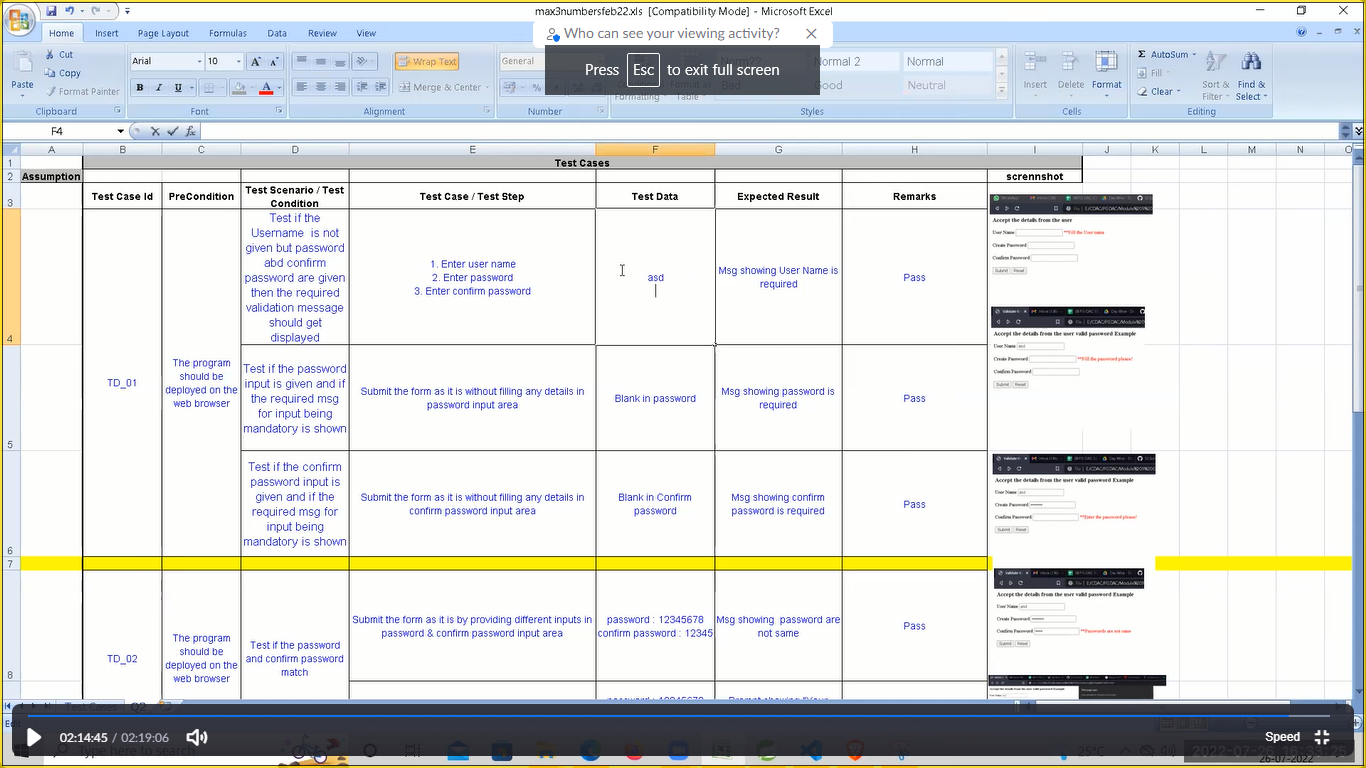 max3numbersfeb22.xls [Compatibility Mode] - Microsoft Excel
Home Insert Page Layout Formulas Data Review View
Who can see your viewing activity?
Press Esc to exit full screen
Cut
Copy
Format Painter
Paste
Clipboard
Arial 10
Font
Wrap Text
Merge & Center
Alignment
General
Number
Normal 2 Normal
Good Neutral
Styles
Insert Delete Format
Cells
AutoSum
Fill
Clear
Sort & Filter
Find & Select
Editing
F4
A B C D E F G H I J K L M N O
1 Test Cases
2 Assumption scrennshot
3 Test Case Id PreCondition Test Scenario / Test Condition Test Case / Test Step Test Data Expected Result Remarks
4
Test if the
Username is not
given but password
abd confirm
password are given
then the required
validation message
should get
displayed
1. Enter user name
2. Enter password
3. Enter confirm password
asd
Msg showing User Name is
required
Pass
TD_01
The program
should be
deployed on the
web browser
5
Test if the password
input is given and if
the required msg
for input being
mandatory is shown
Submit the form as it is without filling any details in
password input area
Blank in password
Msg showing password is
required
Pass
6
Test if the confirm
password input is
given and if the
required msg for
input being
mandatory is shown
Submit the form as it is without filling any details in
confirm password input area
Blank in Confirm
password
Msg showing confirm
password is required
Pass
7
8
TD_02
The program
should be
deployed on the
web browser
Test if the password
and confirm password
match
Submit the form as it is by providing different inputs in
password & confirm password input area
password : 12345678
confirm password : 12345
Msg showing password are
not same
Pass
Accept the details from the user
User Name **Fill the User name
Create Password
Confirm Password
Submit Reset
Accept the details from the user valid password Example
User Name asd
Create Password **Fill the password please!
Confirm Password
Submit Reset
Accept the details from the user valid password Example
User Name asd
Create Password
Confirm Password **Enter the password please!
Submit Reset
Accept the details from the user valid password Example
User Name asd
Create Password
Confirm Password **Passwords are not same
Submit Reset
Test Cases Q2
02:14:45 / 02:19:06
Speed
Type here to search
25°C
2022-07-26 16:33:25
26-07-2022